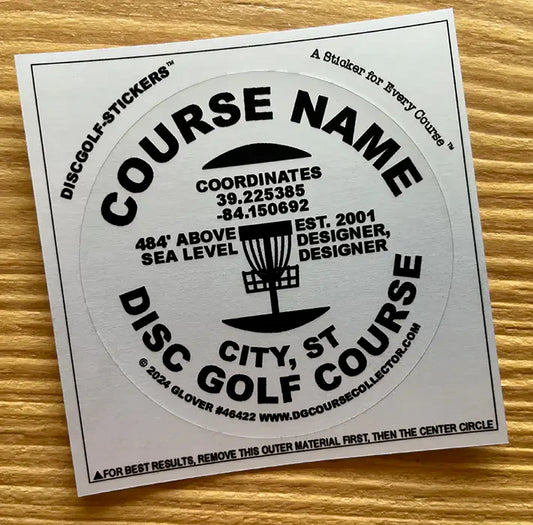 DISCGOLF-STICKERS™
A Sticker for Every Course™
COURSE NAME
COORDINATES
39.225385
-84.150692
484' ABOVE
SEA LEVEL
EST. 2001
DESIGNER,
DESIGNER
CITY, ST
DISC GOLF COURSE
© 2024 GLOVER #46422 WWW.DGCOURSECOLLECTOR.COM
▲FOR BEST RESULTS, REMOVE THIS OUTER MATERIAL FIRST, THEN THE CENTER CIRCLE